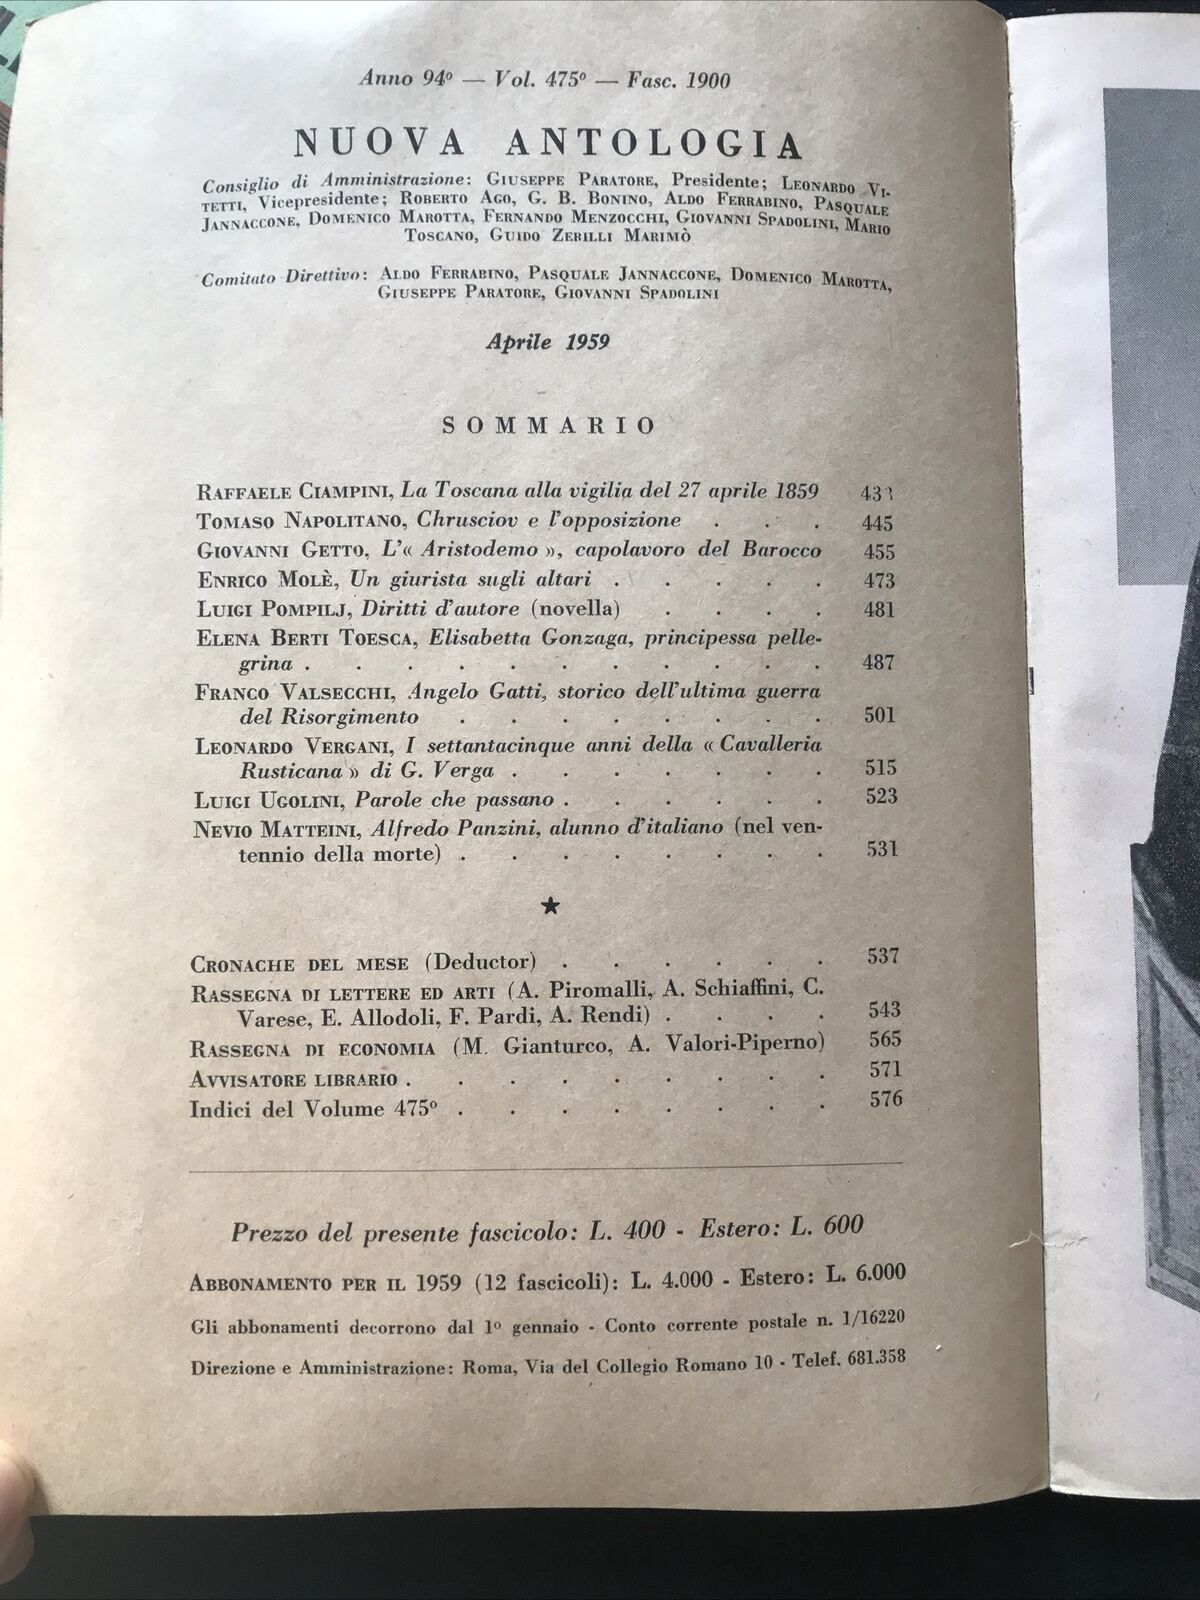 Anno 94º — Vol. 475º — Fasc. 1900
NUOVA ANTOLOGIA
Consiglio di Amministrazione: GIUSEPPE PARATORE, Presidente; LEONARDO VI-
TETTI, Vicepresidente; ROBERTO AGO, G. B. BONINO, ALDO FERRABINO, PASQUALE
JANNACCONE, DOMENICO MAROTTA, FERNANDO MENZOCCHI, GIOVANNI SPADOLINI, MARIO
TOSCANO, GUIDO ZERILLI MARIMÒ
Comitato Direttivo: ALDO FERRABINO, PASQUALE JANNACCONE, DOMENICO MAROTTA,
GIUSEPPE PARATORE, GIOVANNI SPADOLINI
Aprile 1959
SOMMARIO
RAFFAELE CIAMPINI, La Toscana alla vigilia del 27 aprile 1859 433
TOMASO NAPOLITANO, Chrusciov e l'opposizione . . . 445
GIOVANNI GETTO, L'« Aristodemo », capolavoro del Barocco 455
ENRICO MOLÈ, Un giurista sugli altari . . . . . 473
LUIGI POMPILJ, Diritti d'autore (novella) . . . . 481
ELENA BERTI TOESCA, Elisabetta Gonzaga, principessa pelle-
grina . . . . . . . . . . . 487
FRANCO VALSECCHI, Angelo Gatti, storico dell'ultima guerra
del Risorgimento . . . . . . . . 501
LEONARDO VERGANI, I settantacinque anni della « Cavalleria
Rusticana » di G. Verga . . . . . . . 515
LUIGI UGOLINI, Parole che passano . . . . . . 523
NEVIO MATTEINI, Alfredo Panzini, alunno d'italiano (nel ven-
tennio della morte) . . . . . . . . 531
★
CRONACHE DEL MESE (Deductor) . . . . . . 537
RASSEGNA DI LETTERE ED ARTI (A. Piromalli, A. Schiaffini, C.
Varese, E. Allodoli, F. Pardi, A. Rendi) . . . . 543
RASSEGNA DI ECONOMIA (M. Gianturco, A. Valori-Piperno) 565
AVVISATORE LIBRARIO . . . . . . . . . 571
Indici del Volume 475º . . . . . . . . 576
Prezzo del presente fascicolo: L. 400 - Estero: L. 600
ABBONAMENTO PER IL 1959 (12 fascicoli): L. 4.000 - Estero: L. 6.000
Gli abbonamenti decorrono dal 1º gennaio - Conto corrente postale n. 1/16220
Direzione e Amministrazione: Roma, Via del Collegio Romano 10 - Telef. 681.358